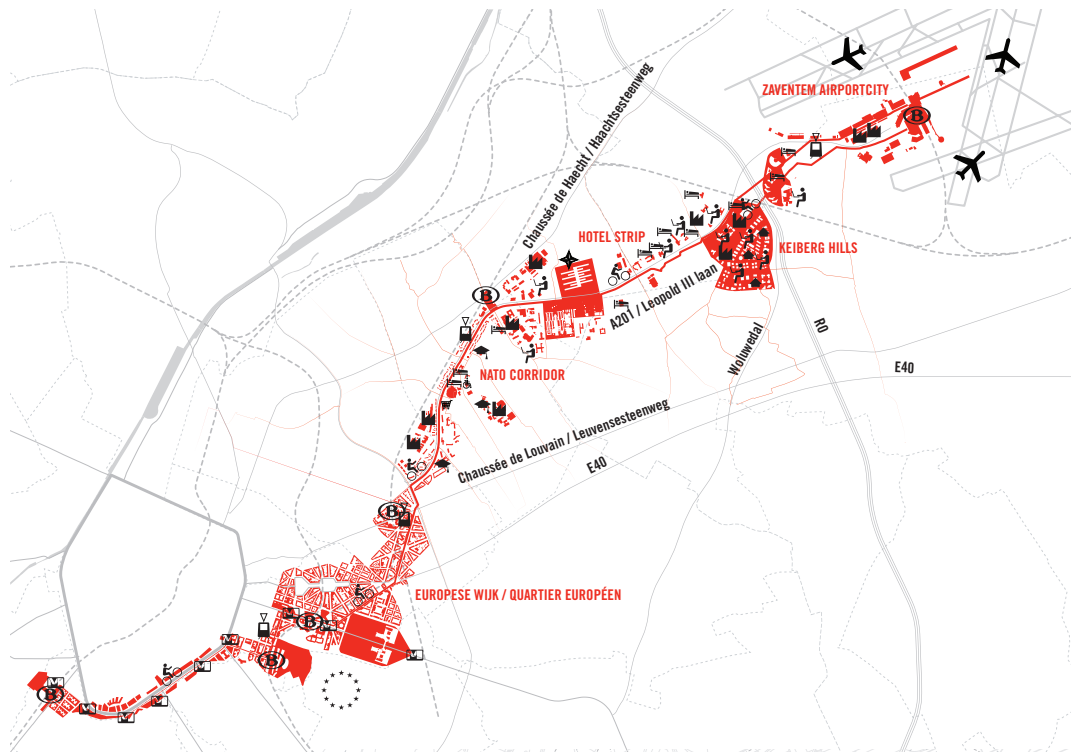 ZAVENTEM AIRPORTCITY
B
Chaussée de Haecht / Haachtsesteenweg
HOTEL STRIP
KEIBERG HILLS
B
A201 / Leopold III laan
R0
Woluwedal
NATO CORRIDOR
E40
Chaussée de Louvain / Leuvensesteenweg
E40
B
EUROPESE WIJK / QUARTIER EUROPÉEN
M
B
M
M
M
B
M
M
B
M
M
M